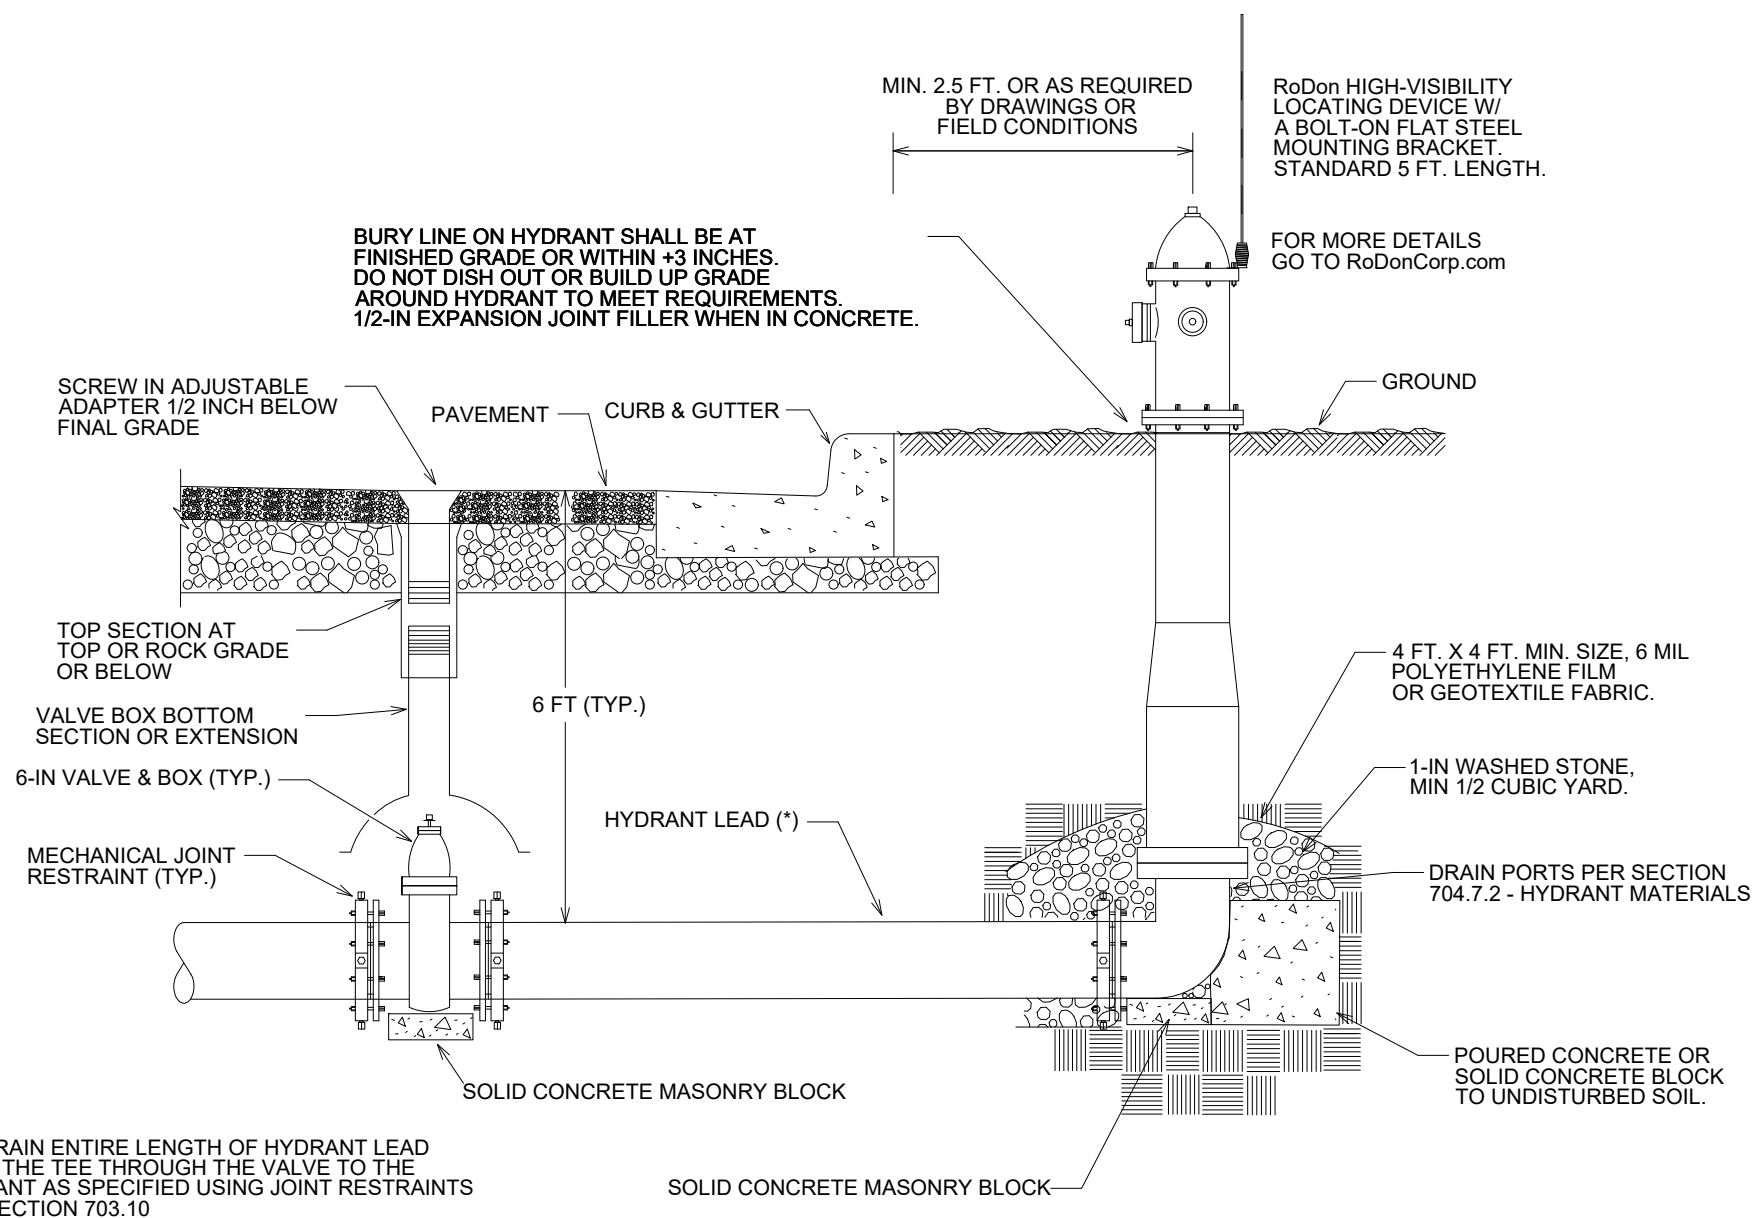 MIN. 2.5 FT. OR AS REQUIRED
BY DRAWINGS OR
FIELD CONDITIONS
RoDon HIGH-VISIBILITY
LOCATING DEVICE W/
A BOLT-ON FLAT STEEL
MOUNTING BRACKET.
STANDARD 5 FT. LENGTH.
FOR MORE DETAILS
GO TO RoDonCorp.com
BURY LINE ON HYDRANT SHALL BE AT
FINISHED GRADE OR WITHIN +3 INCHES.
DO NOT DISH OUT OR BUILD UP GRADE
AROUND HYDRANT TO MEET REQUIREMENTS.
1/2-IN EXPANSION JOINT FILLER WHEN IN CONCRETE.
SCREW IN ADJUSTABLE
ADAPTER 1/2 INCH BELOW
FINAL GRADE
PAVEMENT
CURB & GUTTER
GROUND
TOP SECTION AT
TOP OR ROCK GRADE
OR BELOW
VALVE BOX BOTTOM
SECTION OR EXTENSION
6-IN VALVE & BOX (TYP.)
MECHANICAL JOINT
RESTRAINT (TYP.)
6 FT (TYP.)
HYDRANT LEAD (*)
4 FT. X 4 FT. MIN. SIZE, 6 MIL
POLYETHYLENE FILM
OR GEOTEXTILE FABRIC.
1-IN WASHED STONE,
MIN 1/2 CUBIC YARD.
DRAIN PORTS PER SECTION
704.7.2 - HYDRANT MATERIALS
POURED CONCRETE OR
SOLID CONCRETE BLOCK
TO UNDISTURBED SOIL.
SOLID CONCRETE MASONRY BLOCK
RAIN ENTIRE LENGTH OF HYDRANT LEAD
THE TEE THROUGH THE VALVE TO THE
ANT AS SPECIFIED USING JOINT RESTRAINTS
ECTION 703.10
SOLID CONCRETE MASONRY BLOCK